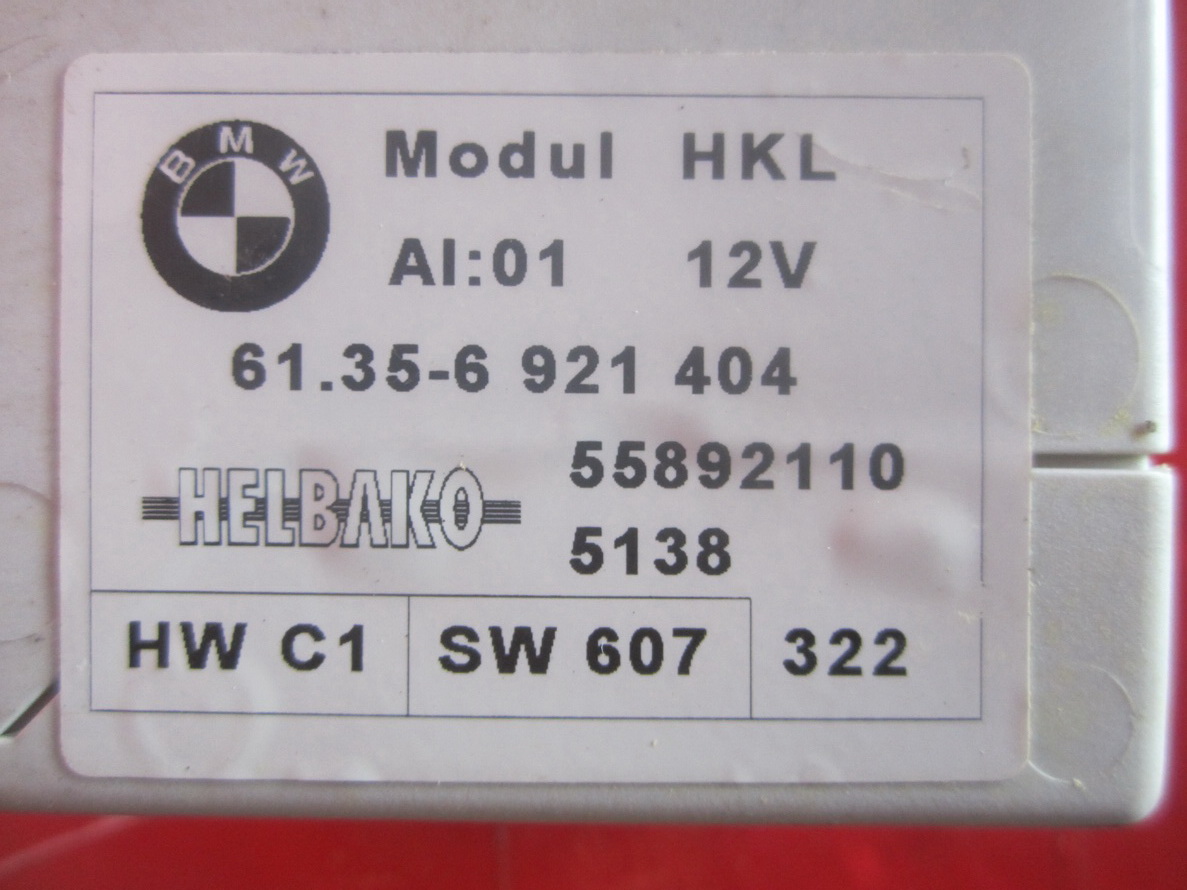 BMW
Modul HKL
AI:01 12V
61.35-6 921 404
HELBAKO
55892110
5138
HW C1 SW 607 322